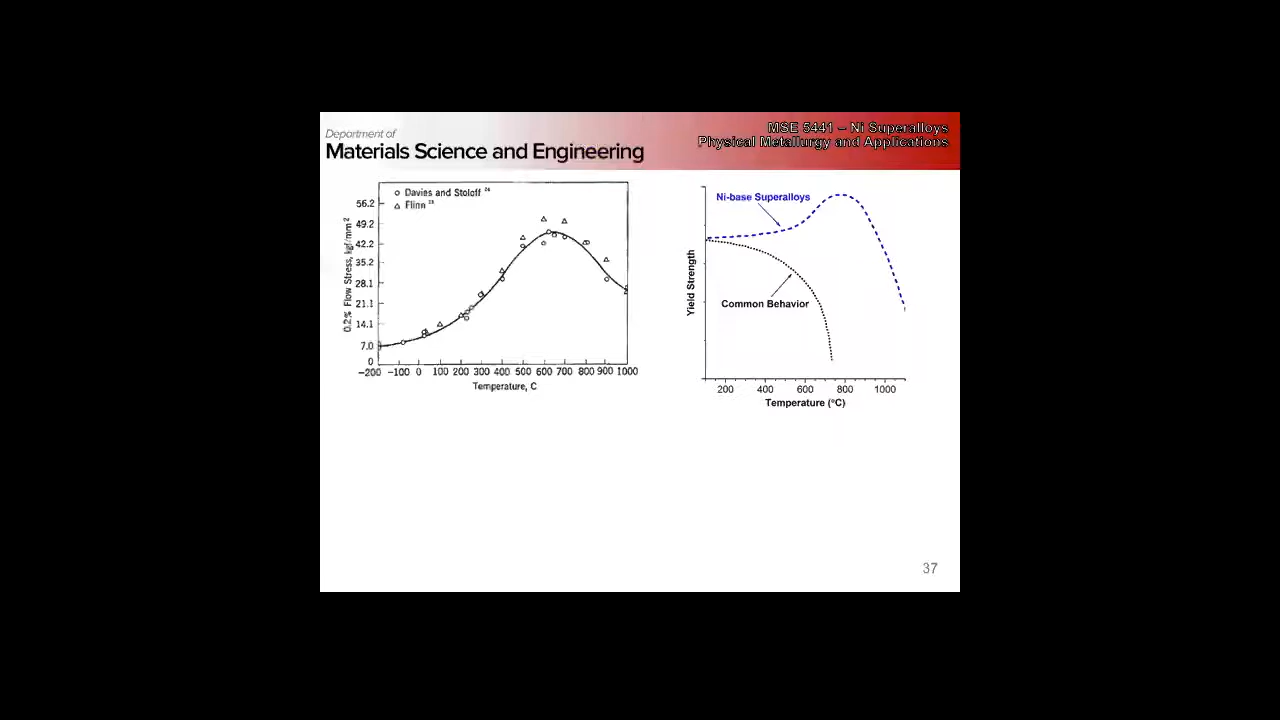 Department of
Materials Science and Engineering
MSE 5441 – Ni Superalloys
Physical Metallurgy and Applications
Davies and Stoloff 24
Flinn 23
56.2
49.2
42.2
35.2
28.1
21.1
14.1
7.0
0
0.2% Flow Stress, kgf/mm2
-200 -100 0 100 200 300 400 500 600 700 800 900 1000
Temperature, C
Ni-base Superalloys
Common Behavior
Yield Strength
200 400 600 800 1000
Temperature (°C)
37